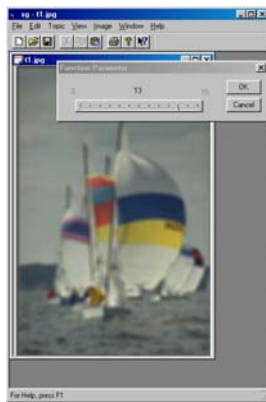 sg - t1.jpg
File Edit Topic View Image Window Help
t1.jpg
Function Parameter
13
15
OK
Cancel
For Help, press F1